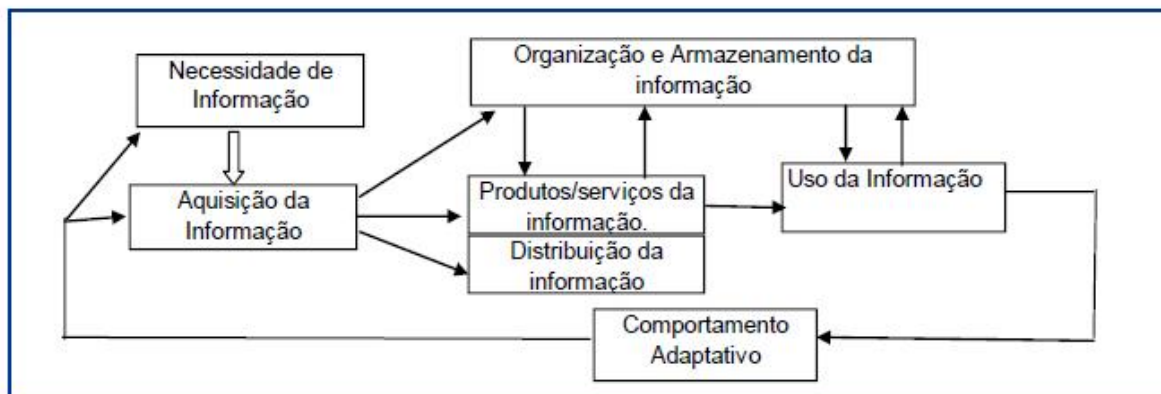 Necessidade de
Informação
Organização e Armazenamento da
informação
Aquisição da
Informação
Produtos/serviços da
informação.
Distribuição da
informação
Uso da Informação
Comportamento
Adaptativo